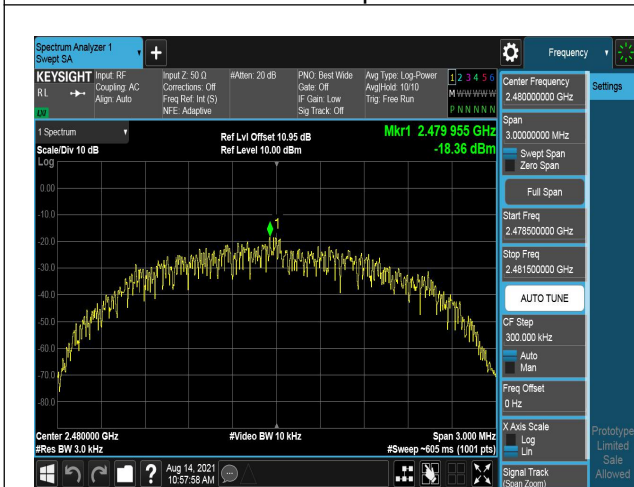 Spectrum Analyzer 1
Swept SA
Frequency
KEYSIGHT
RL
LXI
Input: RF
Coupling: AC
Align: Auto
Input Z: 50 Ω
Corrections: Off
Freq Ref: Int (S)
NFE: Adaptive
#Atten: 20 dB
PNO: Best Wide
Gate: Off
IF Gain: Low
Sig Track: Off
Avg Type: Log-Power
Avg|Hold: 10/10
Trig: Free Run
1 2 3 4 5 6
M W W W W W
P N N N N N
1 Spectrum
Scale/Div 10 dB
Log
Ref Lvl Offset 10.95 dB
Ref Level 10.00 dBm
Mkr1 2.479 955 GHz
-18.36 dBm
0.00
-10.0
-20.0
-30.0
-40.0
-50.0
-60.0
-70.0
-80.0
1
Center 2.480000 GHz
#Res BW 3.0 kHz
#Video BW 10 kHz
Span 3.000 MHz
#Sweep ~605 ms (1001 pts)
Aug 14, 2021
10:57:58 AM
Center Frequency
2.480000000 GHz
Span
3.00000000 MHz
Swept Span
Zero Span
Full Span
Start Freq
2.478500000 GHz
Stop Freq
2.481500000 GHz
AUTO TUNE
CF Step
300.000 kHz
Auto
Man
Freq Offset
0 Hz
X Axis Scale
Log
Lin
Signal Track
(Span Zoom)
Settings
Prototype
Limited
Sale
Allowed